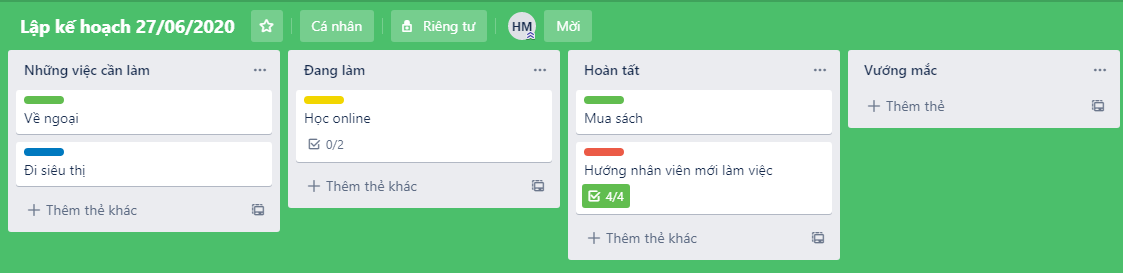 Lập kế hoạch 27/06/2020 Cá nhân Riêng tư HM Mời
Những việc cần làm
Về ngoại
Đi siêu thị
Thêm thẻ khác
Đang làm
Học online
0/2
Thêm thẻ khác
Hoàn tất
Mua sách
Hướng nhân viên mới làm việc
4/4
Thêm thẻ khác
Vướng mắc
Thêm thẻ